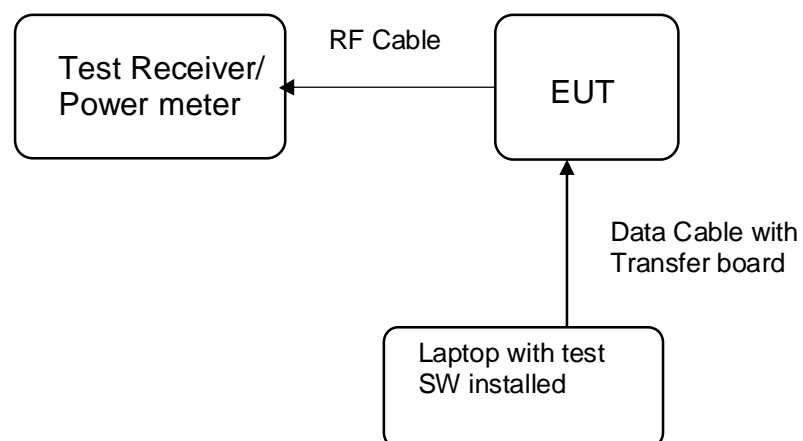 RF Cable
Test Receiver/
Power meter
EUT
Data Cable with
Transfer board
Laptop with test
SW installed